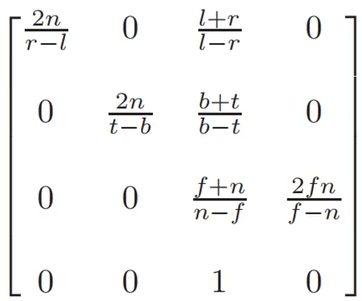 2n/(r−l) 0 (l+r)/(l−r) 0
0 2n/(t−b) (b+t)/(b−t) 0
0 0 (f+n)/(n−f) 2fn/(f−n)
0 0 1 0